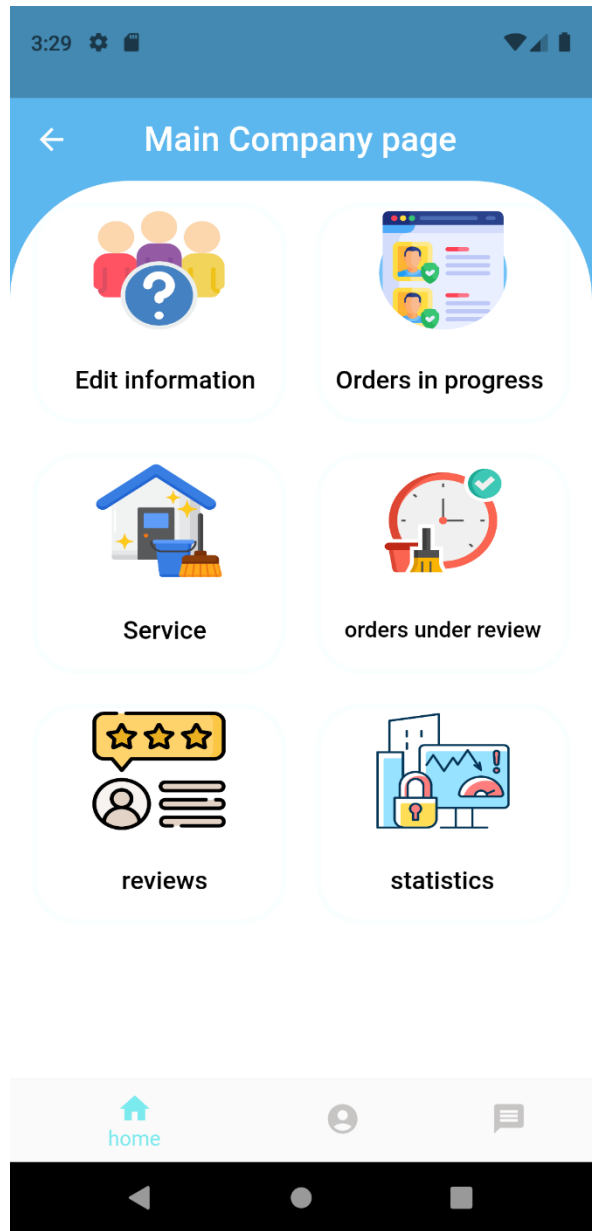 3:29
Main Company page
Edit information
Orders in progress
Service
orders under review
reviews
statistics
home